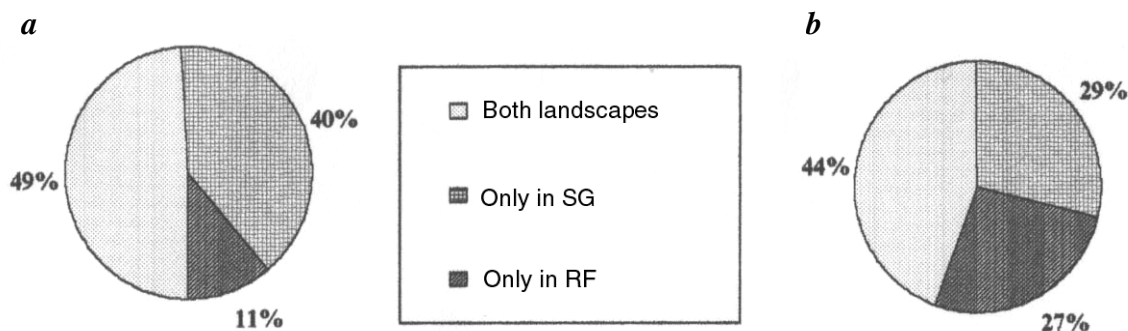 a
40%
49%
11%
Both landscapes
Only in SG
Only in RF
b
29%
44%
27%